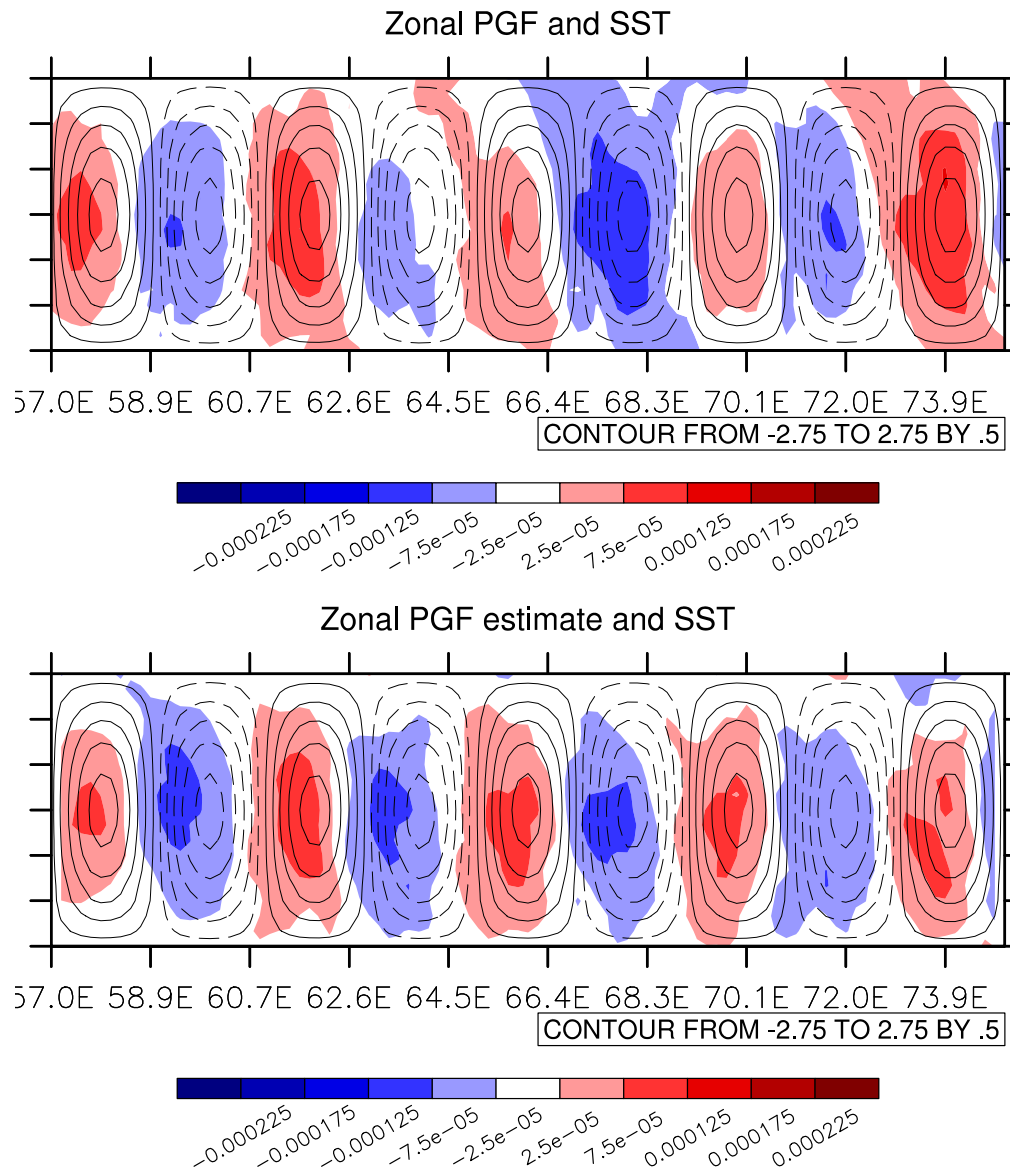 Zonal PGF and SST
57.0E 58.9E 60.7E 62.6E 64.5E 66.4E 68.3E 70.1E 72.0E 73.9E
CONTOUR FROM -2.75 TO 2.75 BY .5
−0.000225 −0.000175 −0.000125 −7.5e−05 −2.5e−05 2.5e−05 7.5e−05 0.000125 0.000175 0.000225
Zonal PGF estimate and SST
57.0E 58.9E 60.7E 62.6E 64.5E 66.4E 68.3E 70.1E 72.0E 73.9E
CONTOUR FROM -2.75 TO 2.75 BY .5
−0.000225 −0.000175 −0.000125 −7.5e−05 −2.5e−05 2.5e−05 7.5e−05 0.000125 0.000175 0.000225